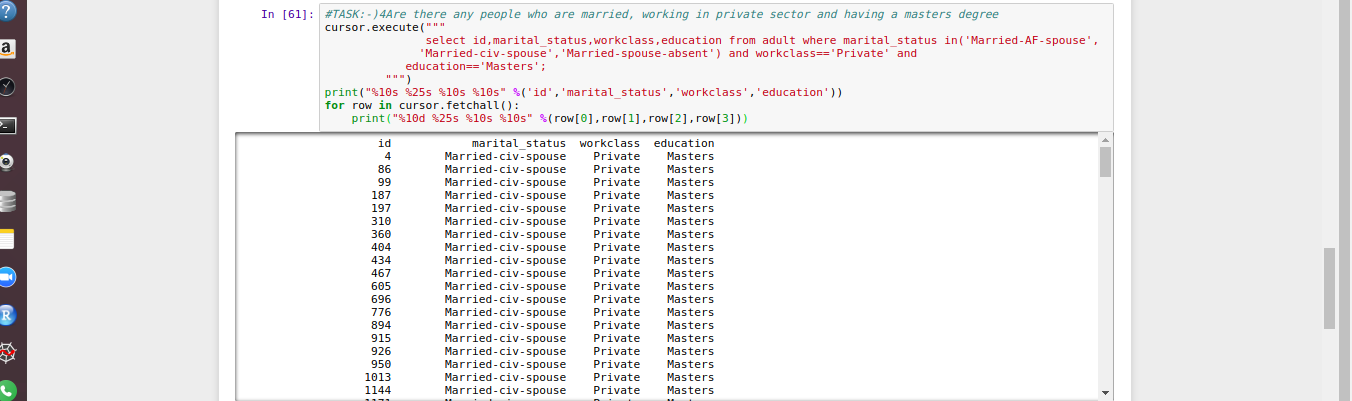 In [61]: #TASK:-)4Are there any people who are married, working in private sector and having a masters degree
cursor.execute("""
select id,marital_status,workclass,education from adult where marital_status in('Married-AF-spouse',
'Married-civ-spouse','Married-spouse-absent') and workclass=='Private' and
education=='Masters';
""")
print("%10s %25s %10s %10s" %('id','marital_status','workclass','education'))
for row in cursor.fetchall():
print("%10d %25s %10s %10s" %(row[0],row[1],row[2],row[3]))
id marital_status workclass education
4 Married-civ-spouse Private Masters
86 Married-civ-spouse Private Masters
99 Married-civ-spouse Private Masters
187 Married-civ-spouse Private Masters
197 Married-civ-spouse Private Masters
310 Married-civ-spouse Private Masters
360 Married-civ-spouse Private Masters
404 Married-civ-spouse Private Masters
434 Married-civ-spouse Private Masters
467 Married-civ-spouse Private Masters
605 Married-civ-spouse Private Masters
696 Married-civ-spouse Private Masters
776 Married-civ-spouse Private Masters
894 Married-civ-spouse Private Masters
915 Married-civ-spouse Private Masters
926 Married-civ-spouse Private Masters
950 Married-civ-spouse Private Masters
1013 Married-civ-spouse Private Masters
1144 Married-civ-spouse Private Masters